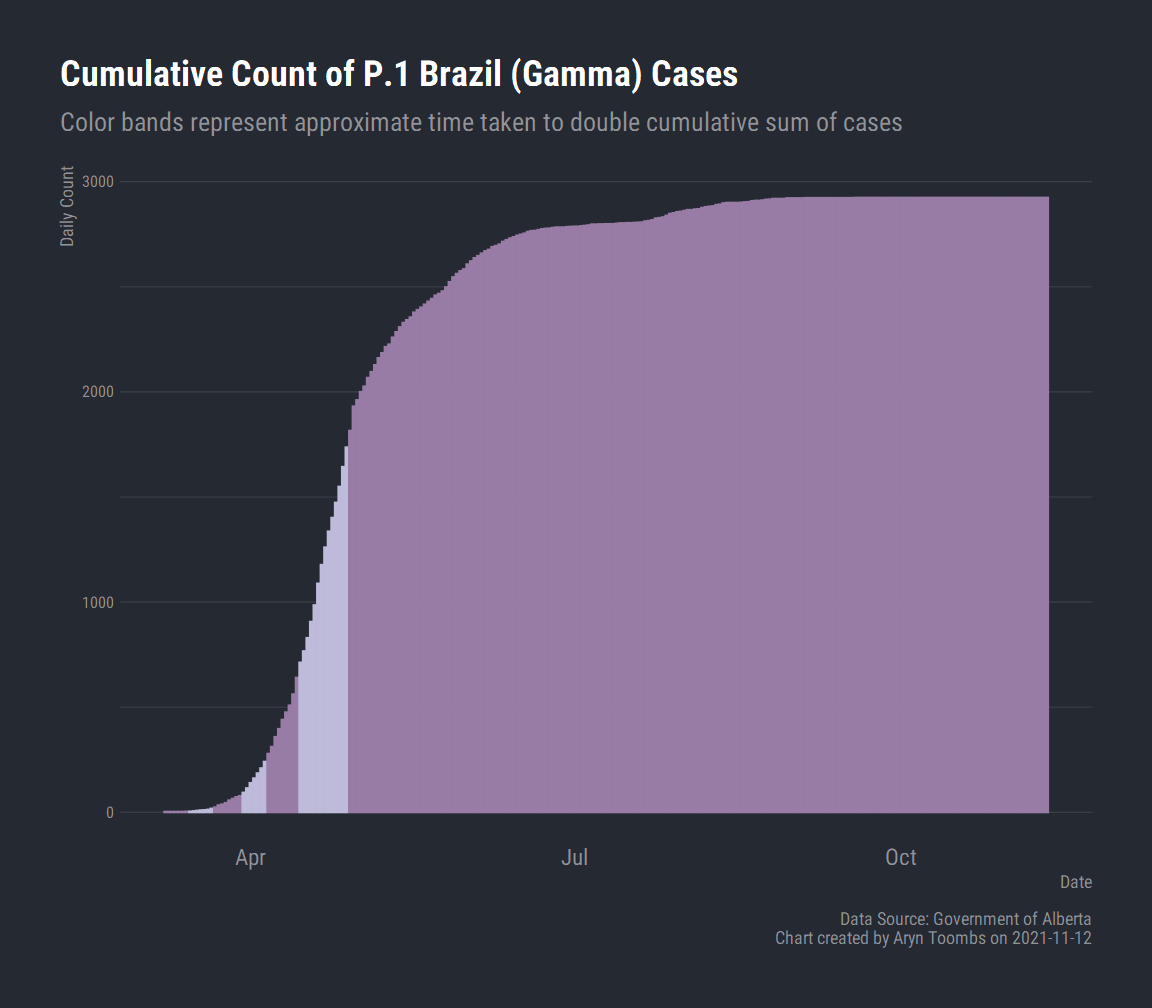 Cumulative Count of P.1 Brazil (Gamma) Cases
Color bands represent approximate time taken to double cumulative sum of cases
Daily Count
3000
2000
1000
0
Apr Jul Oct
Date
Data Source: Government of Alberta
Chart created by Aryn Toombs on 2021-11-12